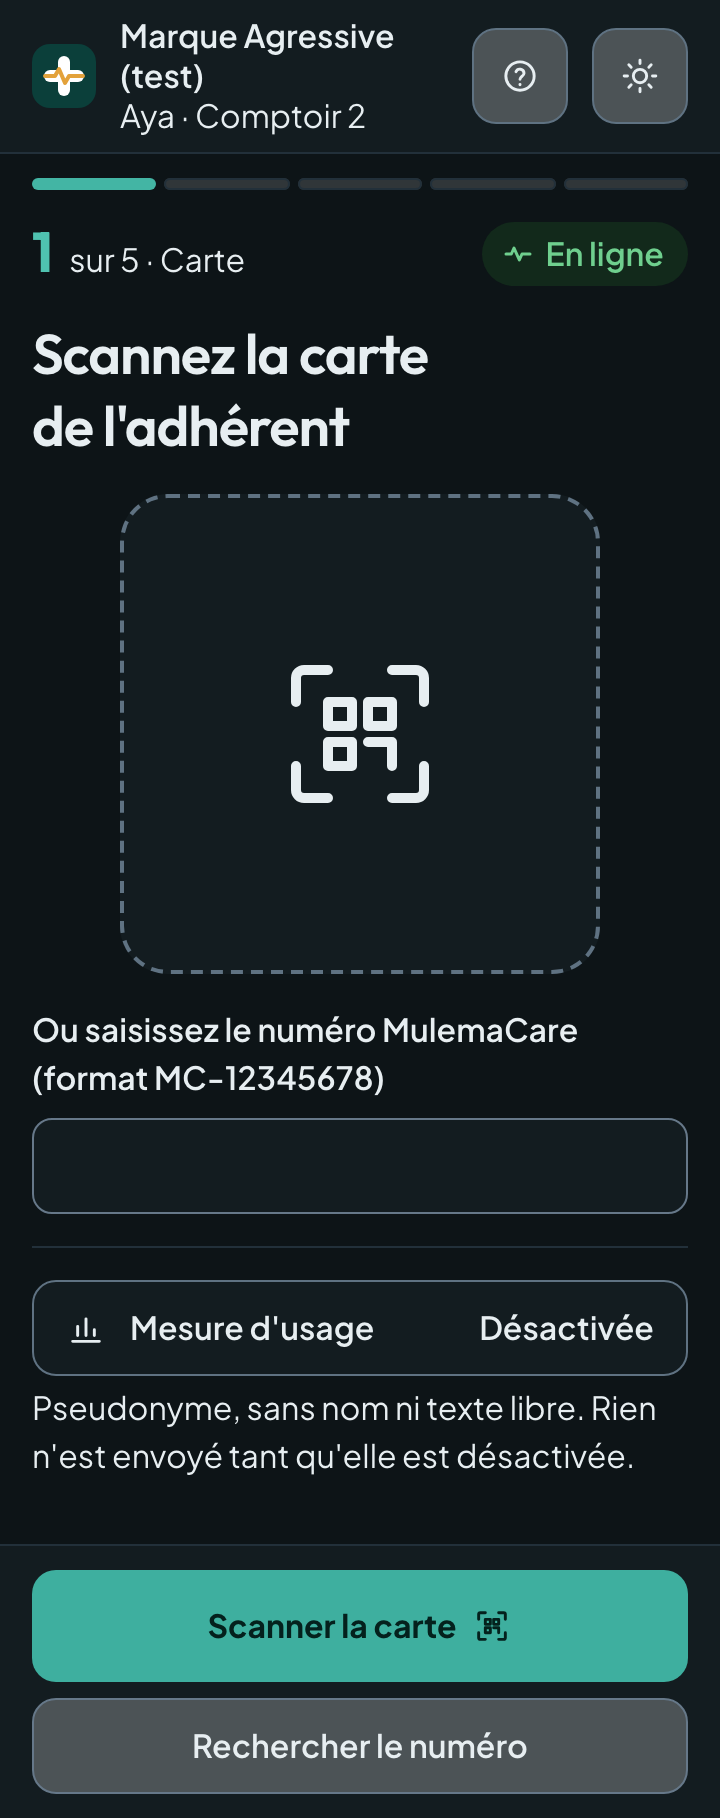 Marque Agressive
(test)
Aya · Comptoir 2
1 sur 5 · Carte
En ligne
Scannez la carte
de l'adhérent
Ou saisissez le numéro MulemaCare
(format MC-12345678)
Mesure d'usage
Désactivée
Pseudonyme, sans nom ni texte libre. Rien
n'est envoyé tant qu'elle est désactivée.
Scanner la carte
Rechercher le numéro